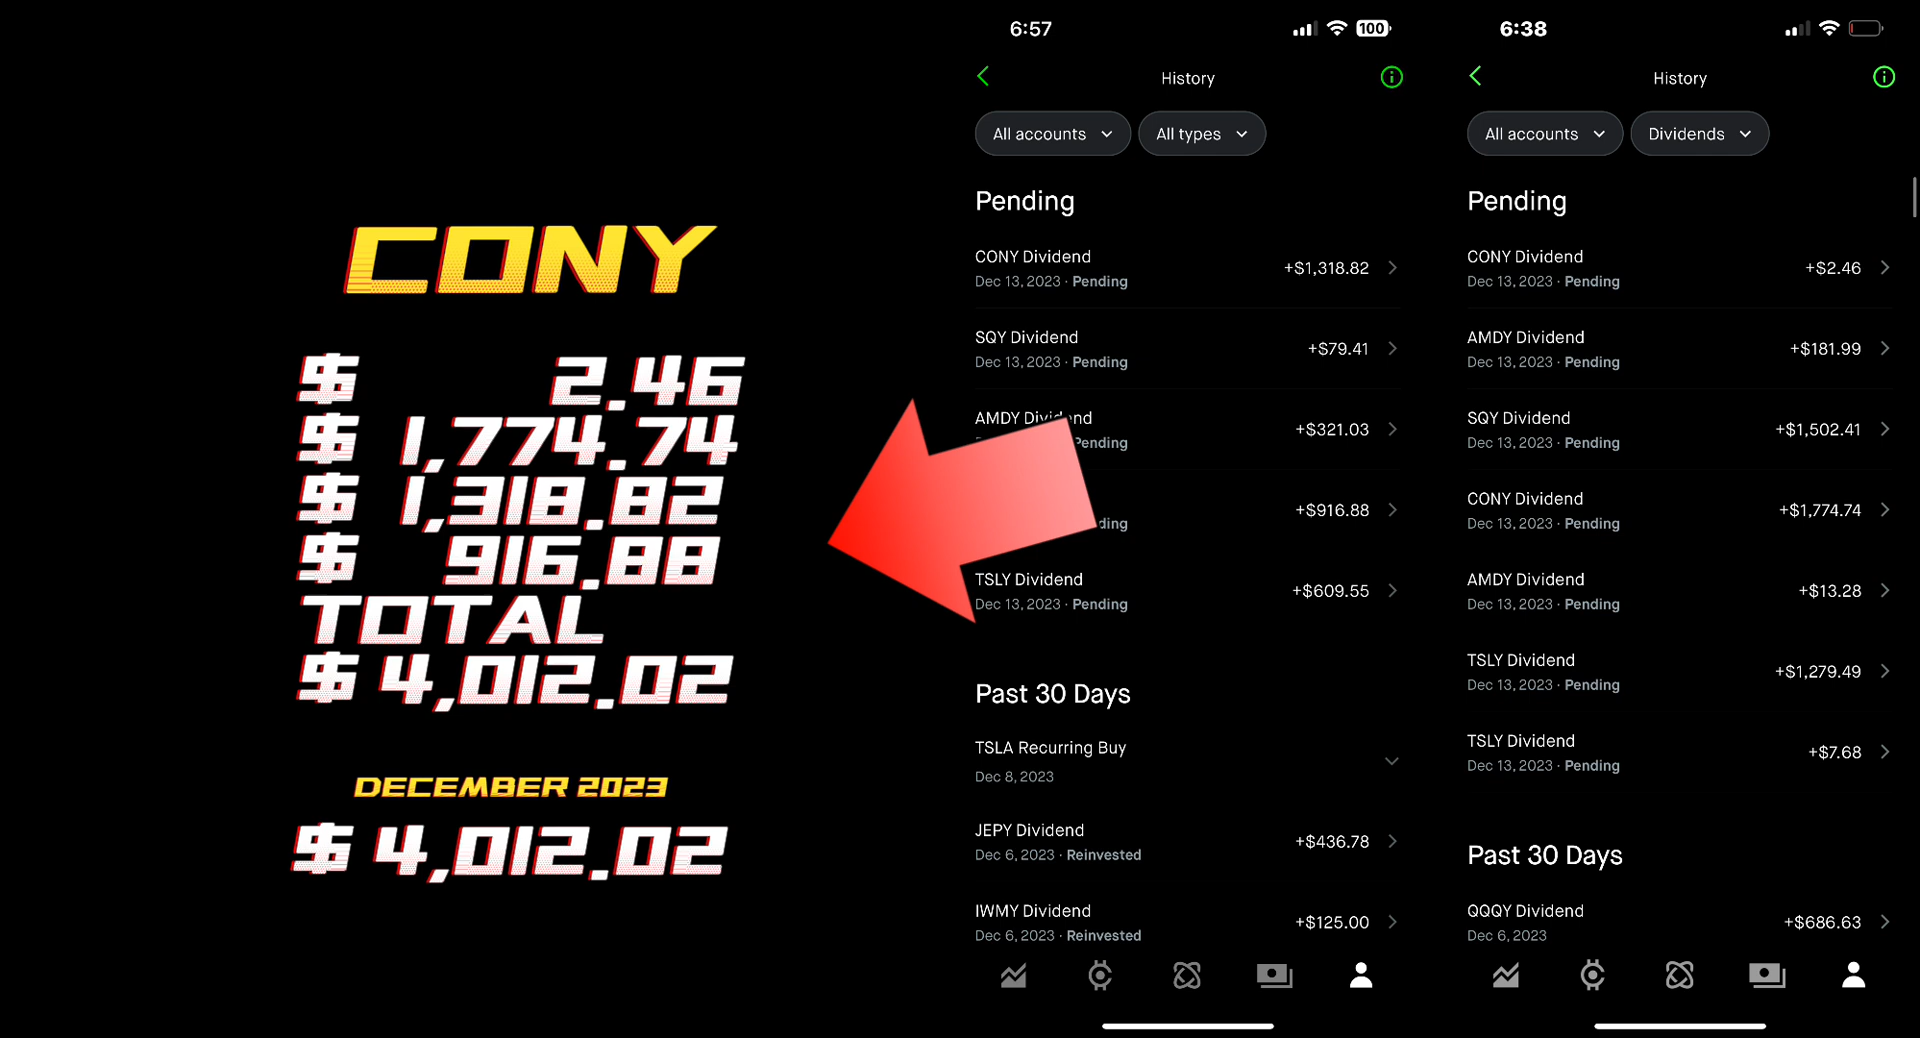 CONY
$ 2.46
$ 1,774.74
$ 1,318.82
$ 916.88
TOTAL
$ 4,012.02
DECEMBER 2023
$ 4,012.02
6:57
100
History
All accounts
All types
Pending
CONY Dividend
+$1,318.82
Dec 13, 2023 · Pending
SQY Dividend
+$79.41
Dec 13, 2023 · Pending
AMDY Dividend
+$321.03
Pending
+$916.88
TSLY Dividend
+$609.55
Dec 13, 2023 · Pending
Past 30 Days
TSLA Recurring Buy
Dec 8, 2023
JEPY Dividend
+$436.78
Dec 6, 2023 · Reinvested
IWMY Dividend
+$125.00
Dec 6, 2023 · Reinvested
6:38
History
All accounts
Dividends
Pending
CONY Dividend
+$2.46
Dec 13, 2023 · Pending
AMDY Dividend
+$181.99
Dec 13, 2023 · Pending
SQY Dividend
+$1,502.41
Dec 13, 2023 · Pending
CONY Dividend
+$1,774.74
Dec 13, 2023 · Pending
AMDY Dividend
+$13.28
Dec 13, 2023 · Pending
TSLY Dividend
+$1,279.49
Dec 13, 2023 · Pending
TSLY Dividend
+$7.68
Dec 13, 2023 · Pending
Past 30 Days
QQQY Dividend
+$686.63
Dec 6, 2023